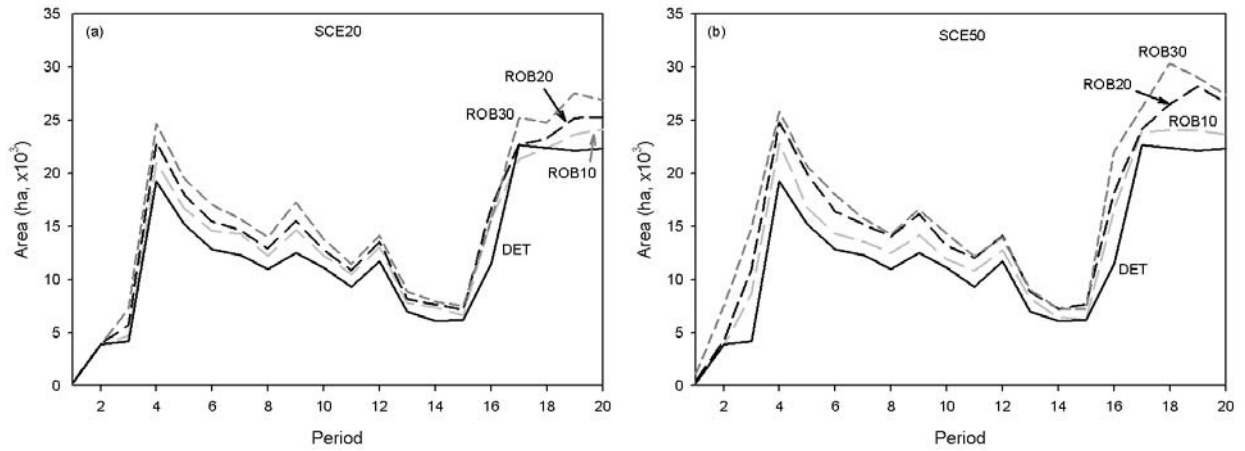 (a)
SCE20
35
30
25
20
15
10
5
0
Area (ha, x10³)
ROB20
ROB30
ROB10
DET
2 4 6 8 10 12 14 16 18 20
Period
(b)
SCE50
35
30
25
20
15
10
5
0
Area (ha, x10³)
ROB30
ROB20
ROB10
DET
2 4 6 8 10 12 14 16 18 20
Period